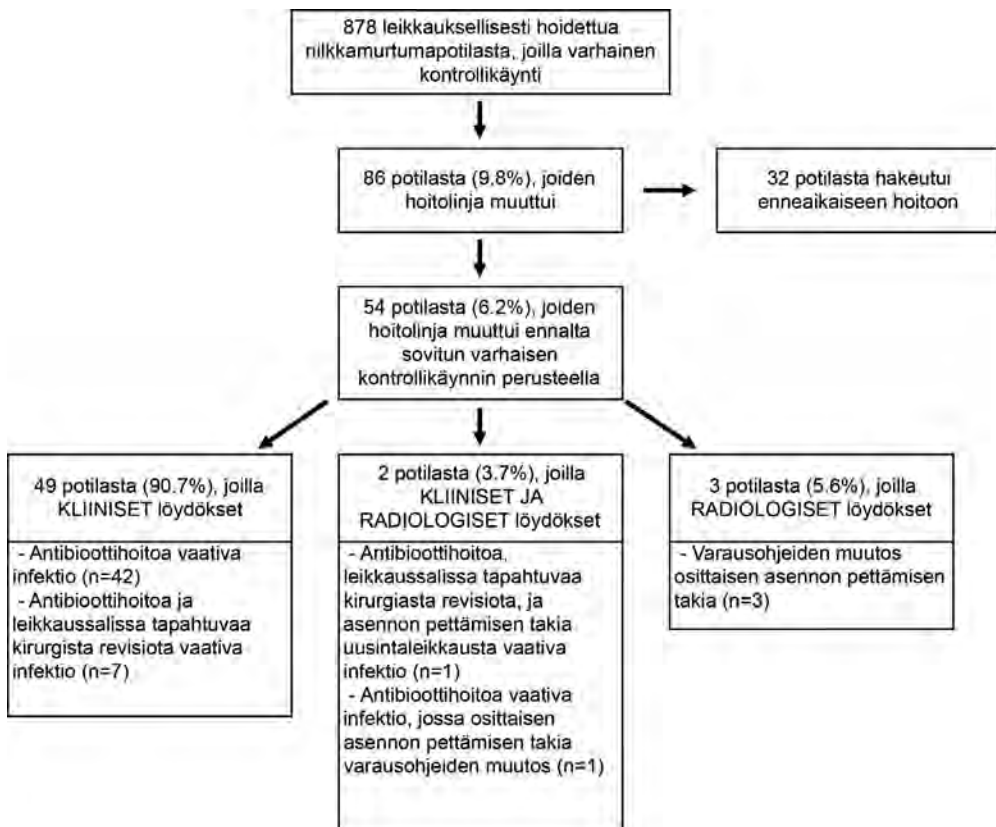 878 leikkauksellisesti hoidettua
nilkkamurtumapotilasta, joilla varhainen
kontrollikäynti
86 potilasta (9,8%), joiden
hoitolinja muuttui
32 potilasta hakeutui
enneaikaiseen hoitoon
54 potilasta (6.2%), joiden
hoitolinja muuttui ennalta
sovitun varhaisen
kontrollikäynnin perusteella
49 potilasta (90.7%), joilla
KLIINISET löydökset
- Antibioottihoitoa vaativa
infektio (n=42)
- Antibioottihoitoa ja
leikkaussalissa tapahtuvaa
kirurgista revisiota vaativa
infektio (n=7)
2 potilasta (3.7%), joilla
KLIINISET JA
RADIOLOGISET löydökset
- Antibioottihoitoa,
leikkaussalissa tapahtuvaa
kirurgiasta revisiota, ja
asennon pettämisen takia
uusintaleikkausta vaativa
infektio (n=1)
- Antibioottihoitoa vaativa
infektio, jossa osittaisen
asennon pettämisen takia
varausohjeiden muutos (n=1)
3 potilasta (5.6%), joilla
RADIOLOGISET löydökset
- Varausohjeiden muutos
osittaisen asennon pettämisen
takia (n=3)